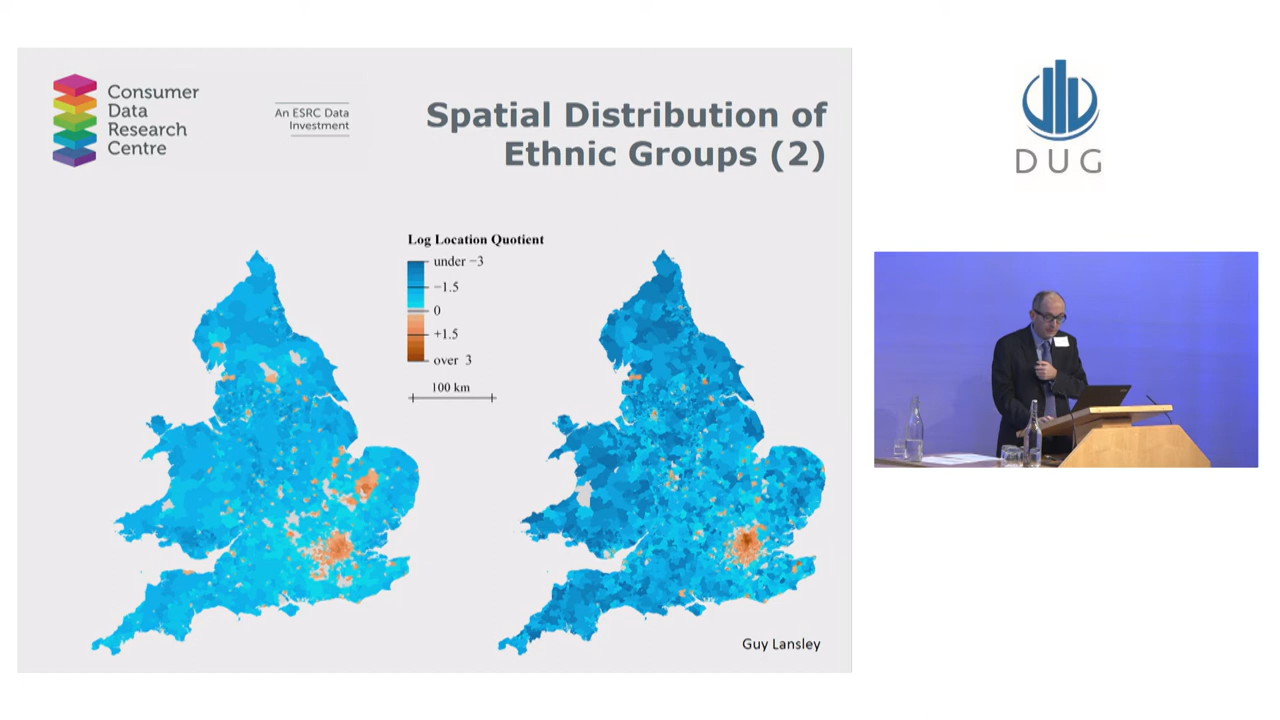 Consumer
Data
Research
Centre
An ESRC Data
Investment
Spatial Distribution of
Ethnic Groups (2)
Log Location Quotient
under −3
−1.5
0
+1.5
over 3
100 km
Guy Lansley
DUG